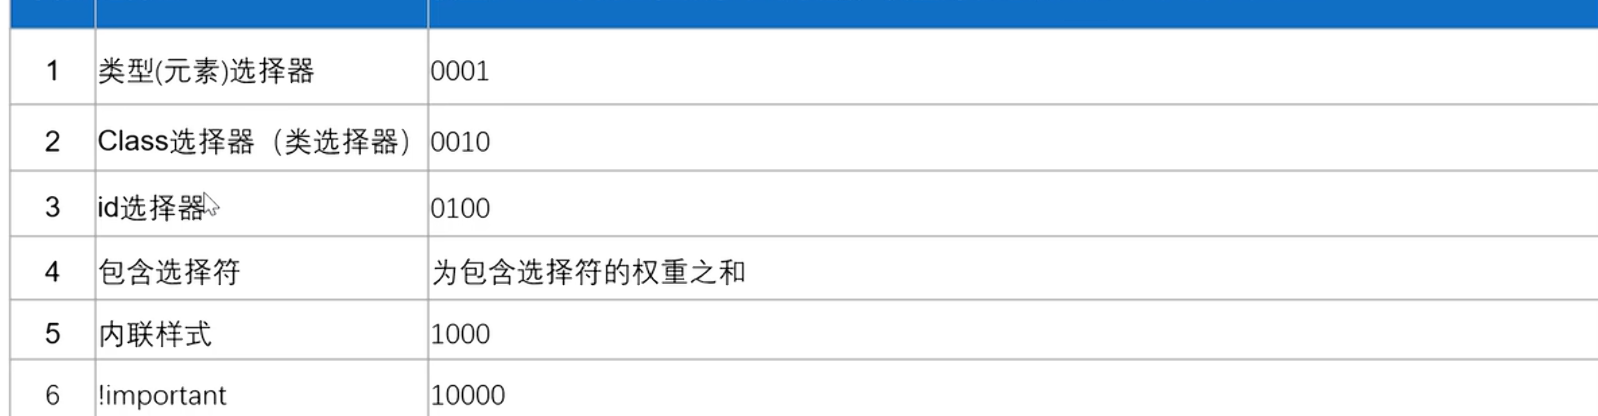 1 类型(元素)选择器 0001
2 Class选择器（类选择器） 0010
3 id选择器 0100
4 包含选择符 为包含选择符的权重之和
5 内联样式 1000
6 !important 10000